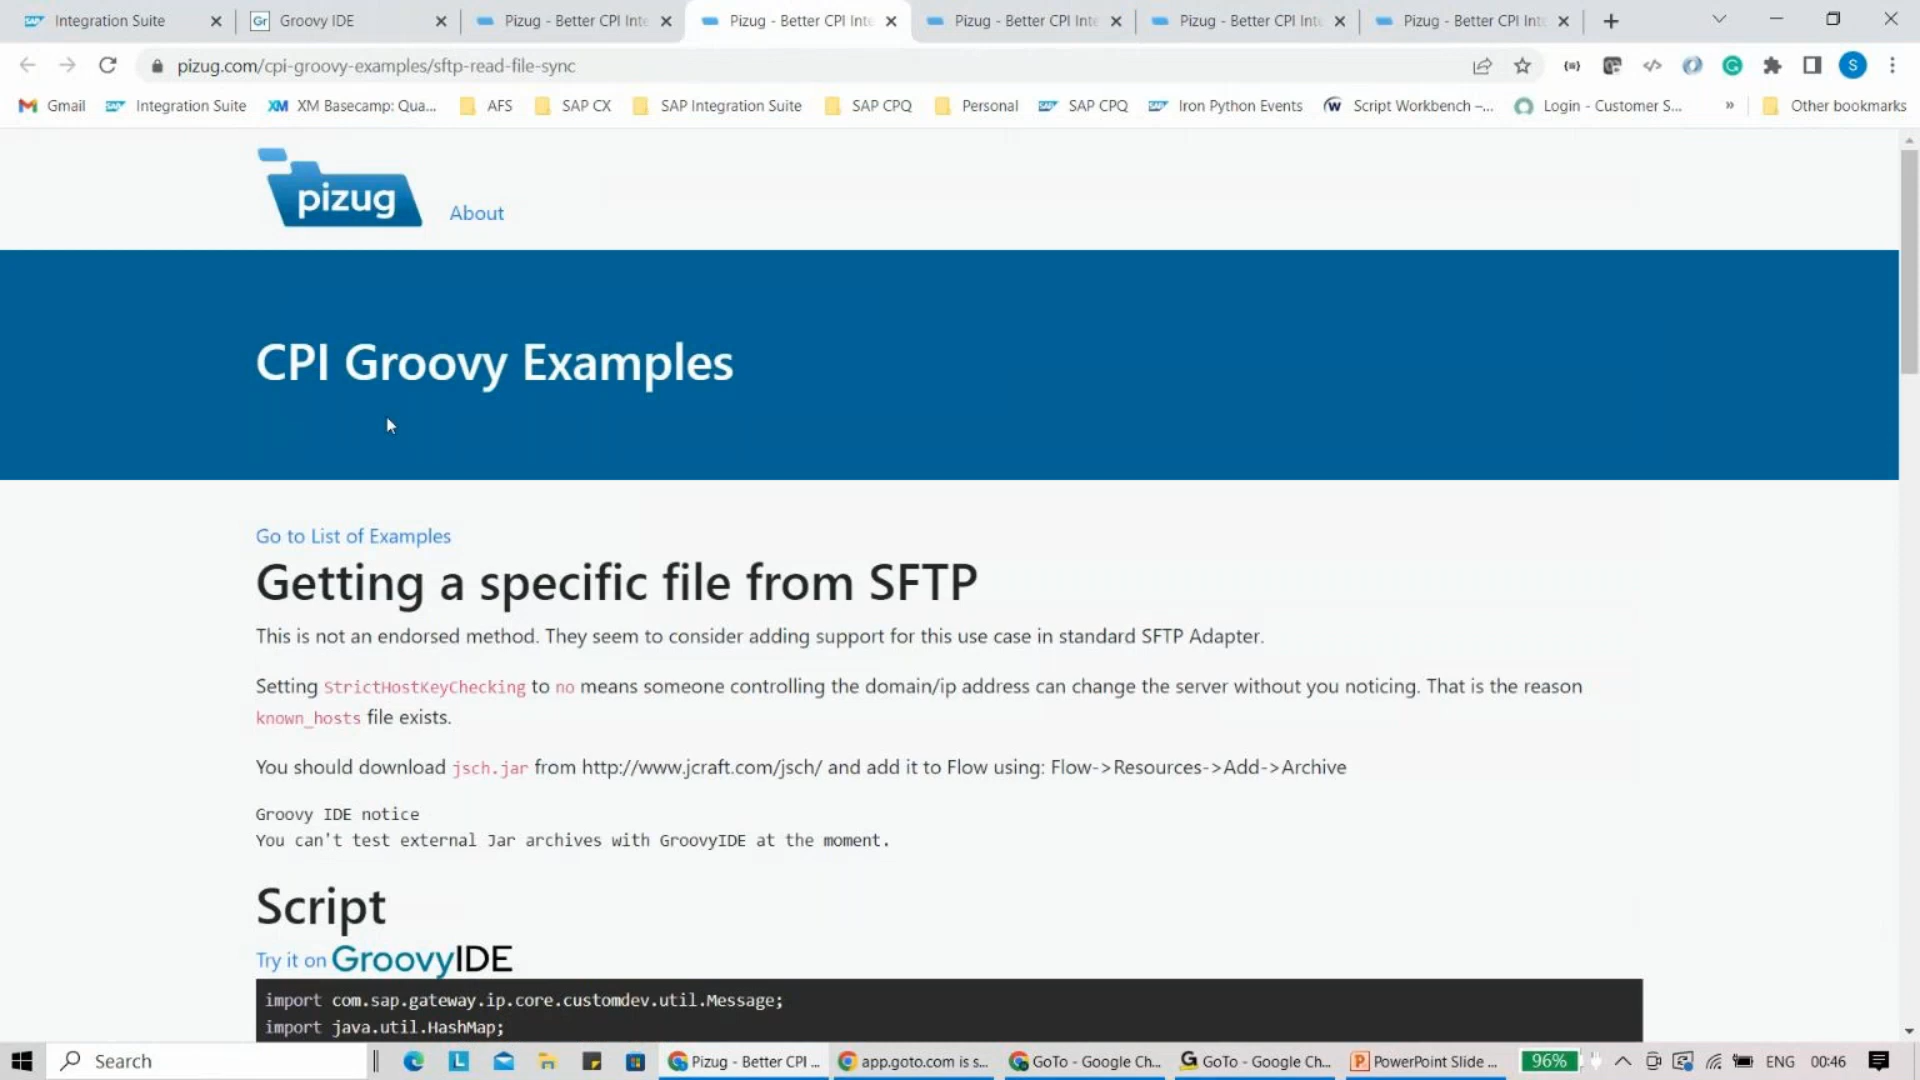 Integration Suite
Gr Groovy IDE
Pizug - Better CPI Inte
Pizug - Better CPI Inte
Pizug - Better CPI Inte
Pizug - Better CPI Inte
Pizug - Better CPI Inte
pizug.com/cpi-groovy-examples/sftp-read-file-sync
S
Gmail
Integration Suite
XM XM Basecamp: Qua...
AFS
SAP CX
SAP Integration Suite
SAP CPQ
Personal
SAP CPQ
Iron Python Events
Script Workbench –...
Login - Customer S...
»
Other bookmarks
pizug
About
CPI Groovy Examples
Go to List of Examples
Getting a specific file from SFTP
This is not an endorsed method. They seem to consider adding support for this use case in standard SFTP Adapter.
Setting StrictHostKeyChecking to no means someone controlling the domain/ip address can change the server without you noticing. That is the reason
known_hosts file exists.
You should download jsch.jar from http://www.jcraft.com/jsch/ and add it to Flow using: Flow->Resources->Add->Archive
Groovy IDE notice
You can't test external Jar archives with GroovyIDE at the moment.
Script
Try it on GroovyIDE
import com.sap.gateway.ip.core.customdev.util.Message;
import java.util.HashMap;
Search
L
Pizug - Better CPI ...
app.goto.com is s...
GoTo - Google Ch...
GoTo - Google Ch...
PowerPoint Slide ...
96%
ENG
00:46